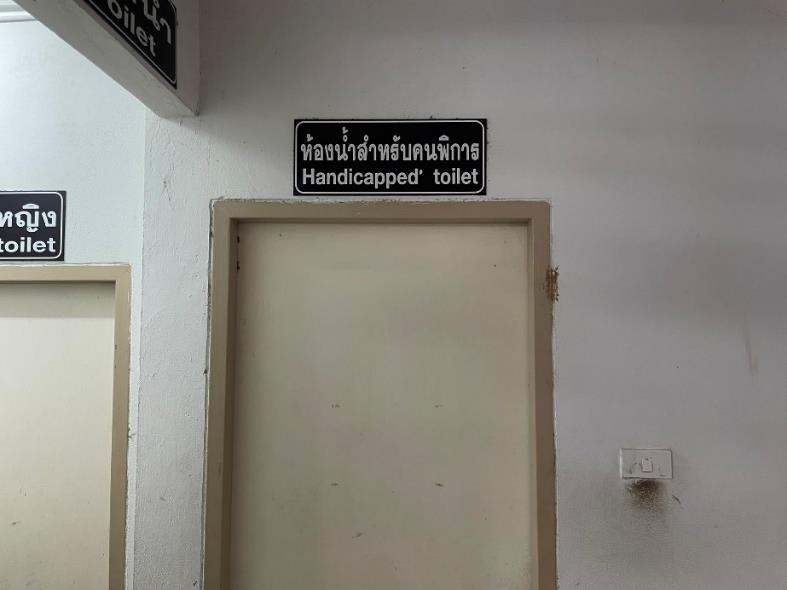 oilet
ห้องน้ำสำหรับคนพิการ
Handicapped' toilet
หญิง
toilet